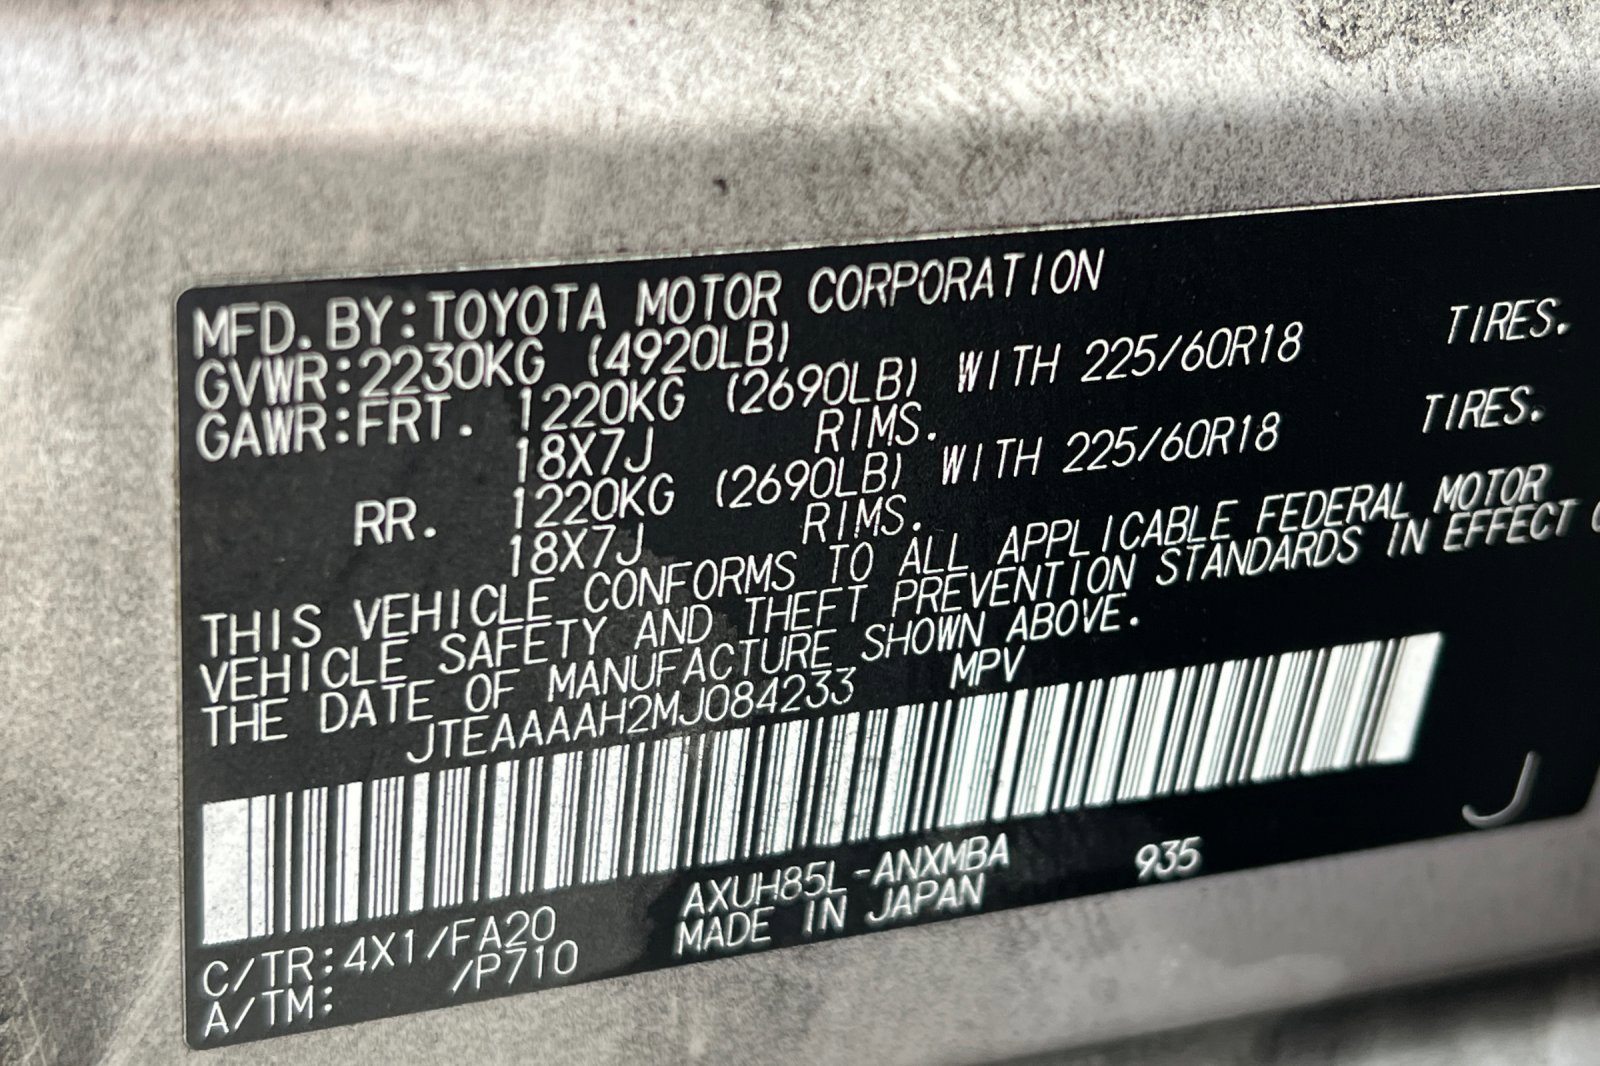 MFD. BY: TOYOTA MOTOR CORPORATION
GVWR: 2230KG (4920LB)
GAWR: FRT. 1220KG (2690LB) WITH 225/60R18 TIRES.
18X7J RIMS.
RR. 1220KG (2690LB) WITH 225/60R18 TIRES.
18X7J RIMS.
THIS VEHICLE CONFORMS TO ALL APPLICABLE FEDERAL MOTOR
VEHICLE SAFETY AND THEFT PREVENTION STANDARDS IN EFFECT
THE DATE OF MANUFACTURE SHOWN ABOVE.
JTEAAAAH2MJ084233 MPV
AXUH85L-ANXMBA 935
C/TR: 4X1/FA20 MADE IN JAPAN
A/TM: /P710
J